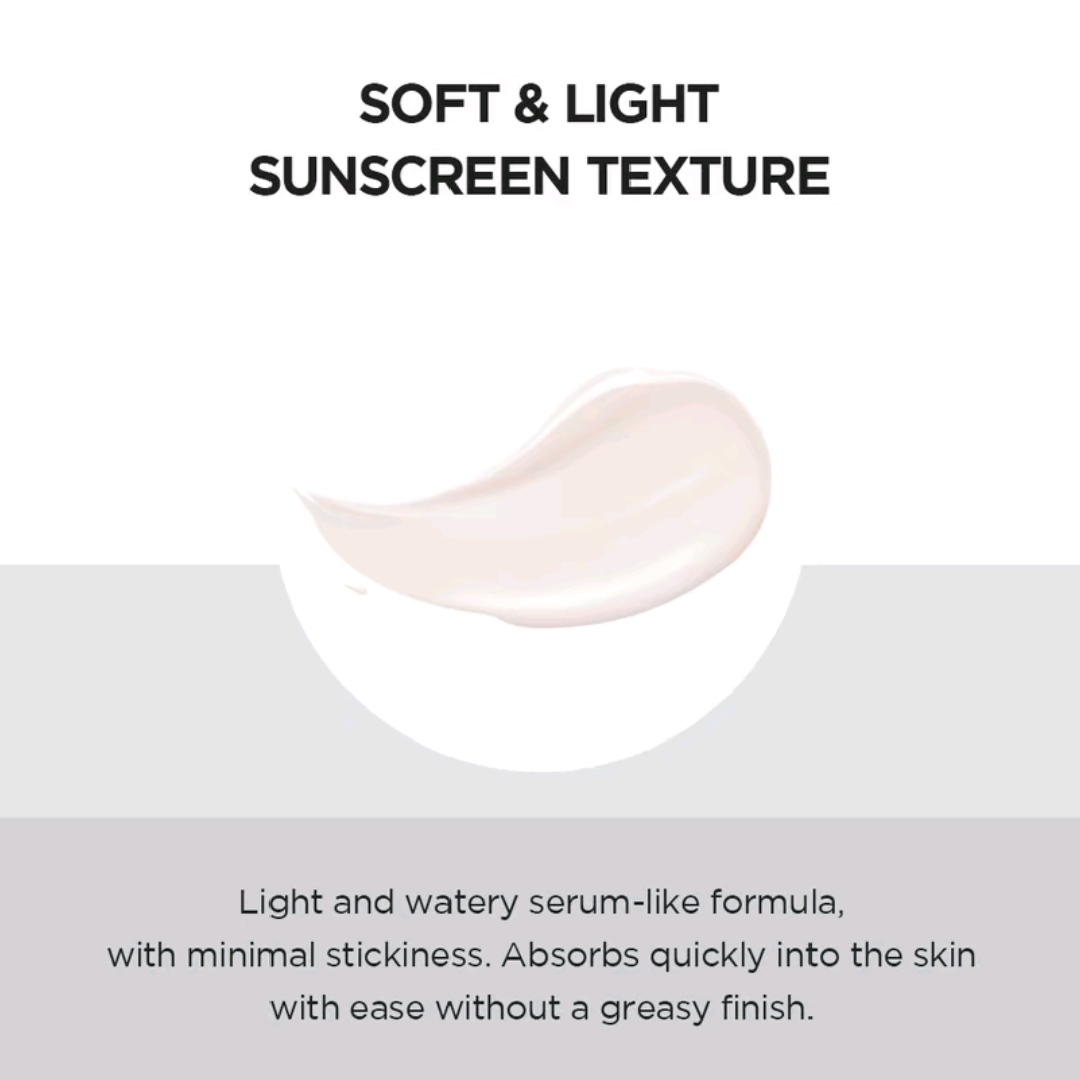 SOFT & LIGHT
SUNSCREEN TEXTURE
Light and watery serum-like formula,
with minimal stickiness. Absorbs quickly into the skin
with ease without a greasy finish.